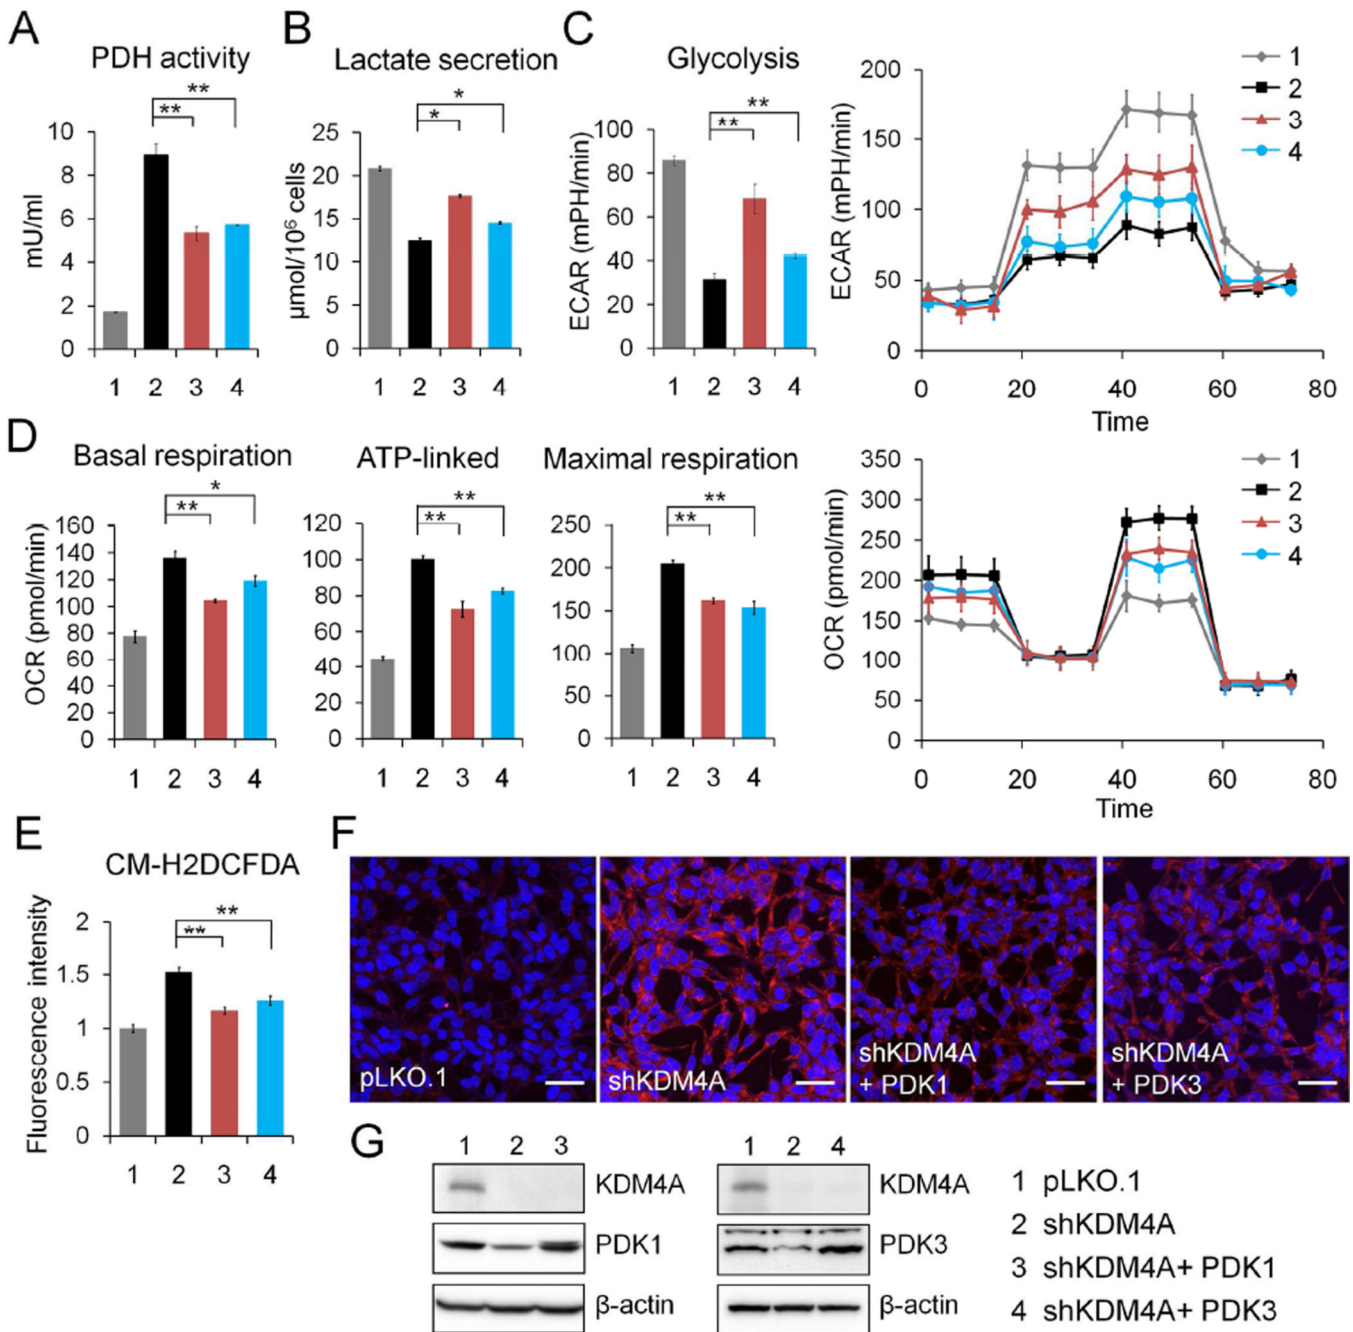 A
PDH activity
**
**
mU/ml
10
8
6
4
2
0
1 2 3 4
B
Lactate secretion
*
*
µmol/10⁶ cells
25
20
15
10
5
0
1 2 3 4
C
Glycolysis
**
**
ECAR (mPH/min)
100
80
60
40
20
0
1 2 3 4
ECAR (mPH/min)
200
150
100
50
0
0 20 40 60 80
Time
1
2
3
4
D
Basal respiration
*
**
OCR (pmol/min)
160
140
120
100
80
60
40
20
0
1 2 3 4
ATP-linked
**
**
120
100
80
60
40
20
0
1 2 3 4
Maximal respiration
**
**
250
200
150
100
50
0
1 2 3 4
OCR (pmol/min)
350
300
250
200
150
100
50
0
0 20 40 60 80
Time
1
2
3
4
E
CM-H2DCFDA
**
**
Fluorescence intensity
2
1.5
1
0.5
0
1 2 3 4
F
pLKO.1
shKDM4A
shKDM4A
+ PDK1
shKDM4A
+ PDK3
G
1 2 3
KDM4A
PDK1
β-actin
1 2 4
KDM4A
PDK3
β-actin
1 pLKO.1
2 shKDM4A
3 shKDM4A+ PDK1
4 shKDM4A+ PDK3